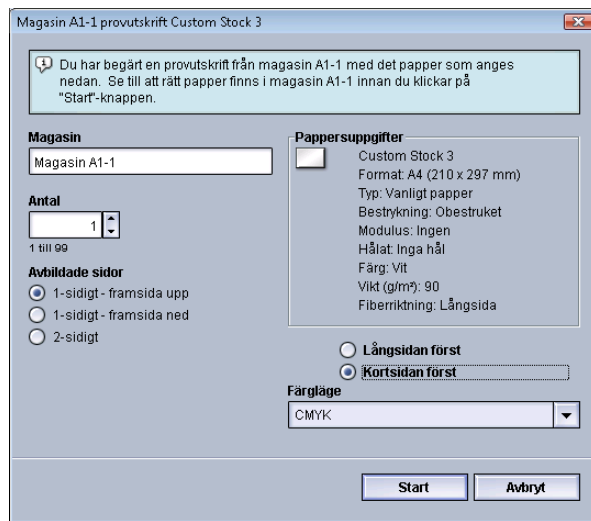 Magasin A1-1 provutskrift Custom Stock 3
Du har begärt en provutskrift från magasin A1-1 med det papper som anges
nedan. Se till att rätt papper finns i magasin A1-1 innan du klickar på
"Start"-knappen.
Magasin
Magasin A1-1
Antal
1
1 till 99
Avbildade sidor
1-sidigt - framsida upp
1-sidigt - framsida ned
2-sidigt
Pappersuppgifter
Custom Stock 3
Format: A4 (210 x 297 mm)
Typ: Vanligt papper
Bestrykning: Obestruket
Modulus: Ingen
Hålat: Inga hål
Färg: Vit
Vikt (g/m²): 90
Fiberriktning: Långsida
Långsidan först
Kortsidan först
Färgläge
CMYK
Start
Avbryt